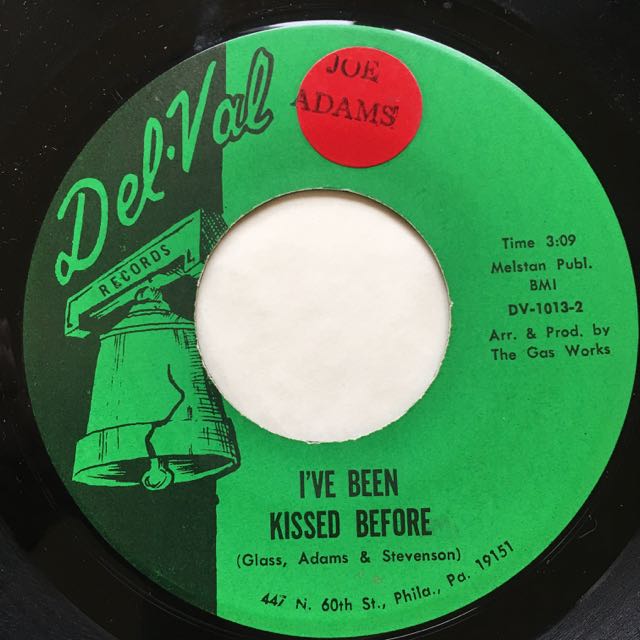 Del-Val
RECORDS
JOE
ADAMS
Time 3:09
Melstan Publ.
BMI
DV-1013-2
Arr. & Prod. by
The Gas Works
I'VE BEEN
KISSED BEFORE
(Glass, Adams & Stevenson)
447 N. 60th St., Phila., Pa. 19151